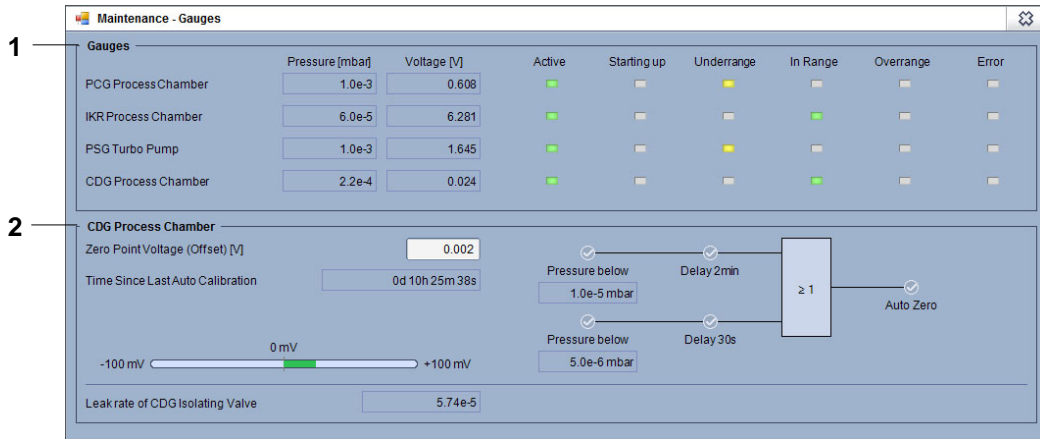 Maintenance - Gauges
1
Gauges
Pressure [mbar] Voltage [V] Active Starting up Underrange In Range Overrange Error
PCG Process Chamber 1.0e-3 0.608
IKR Process Chamber 6.0e-5 6.281
PSG Turbo Pump 1.0e-3 1.645
CDG Process Chamber 2.2e-4 0.024
2
CDG Process Chamber
Zero Point Voltage (Offset) [V] 0.002
Time Since Last Auto Calibration 0d 10h 25m 38s
Pressure below Delay 2min
1.0e-5 mbar
≥ 1
Auto Zero
Pressure below Delay 30s
5.0e-6 mbar
0 mV
-100 mV +100 mV
Leak rate of CDG Isolating Valve 5.74e-5